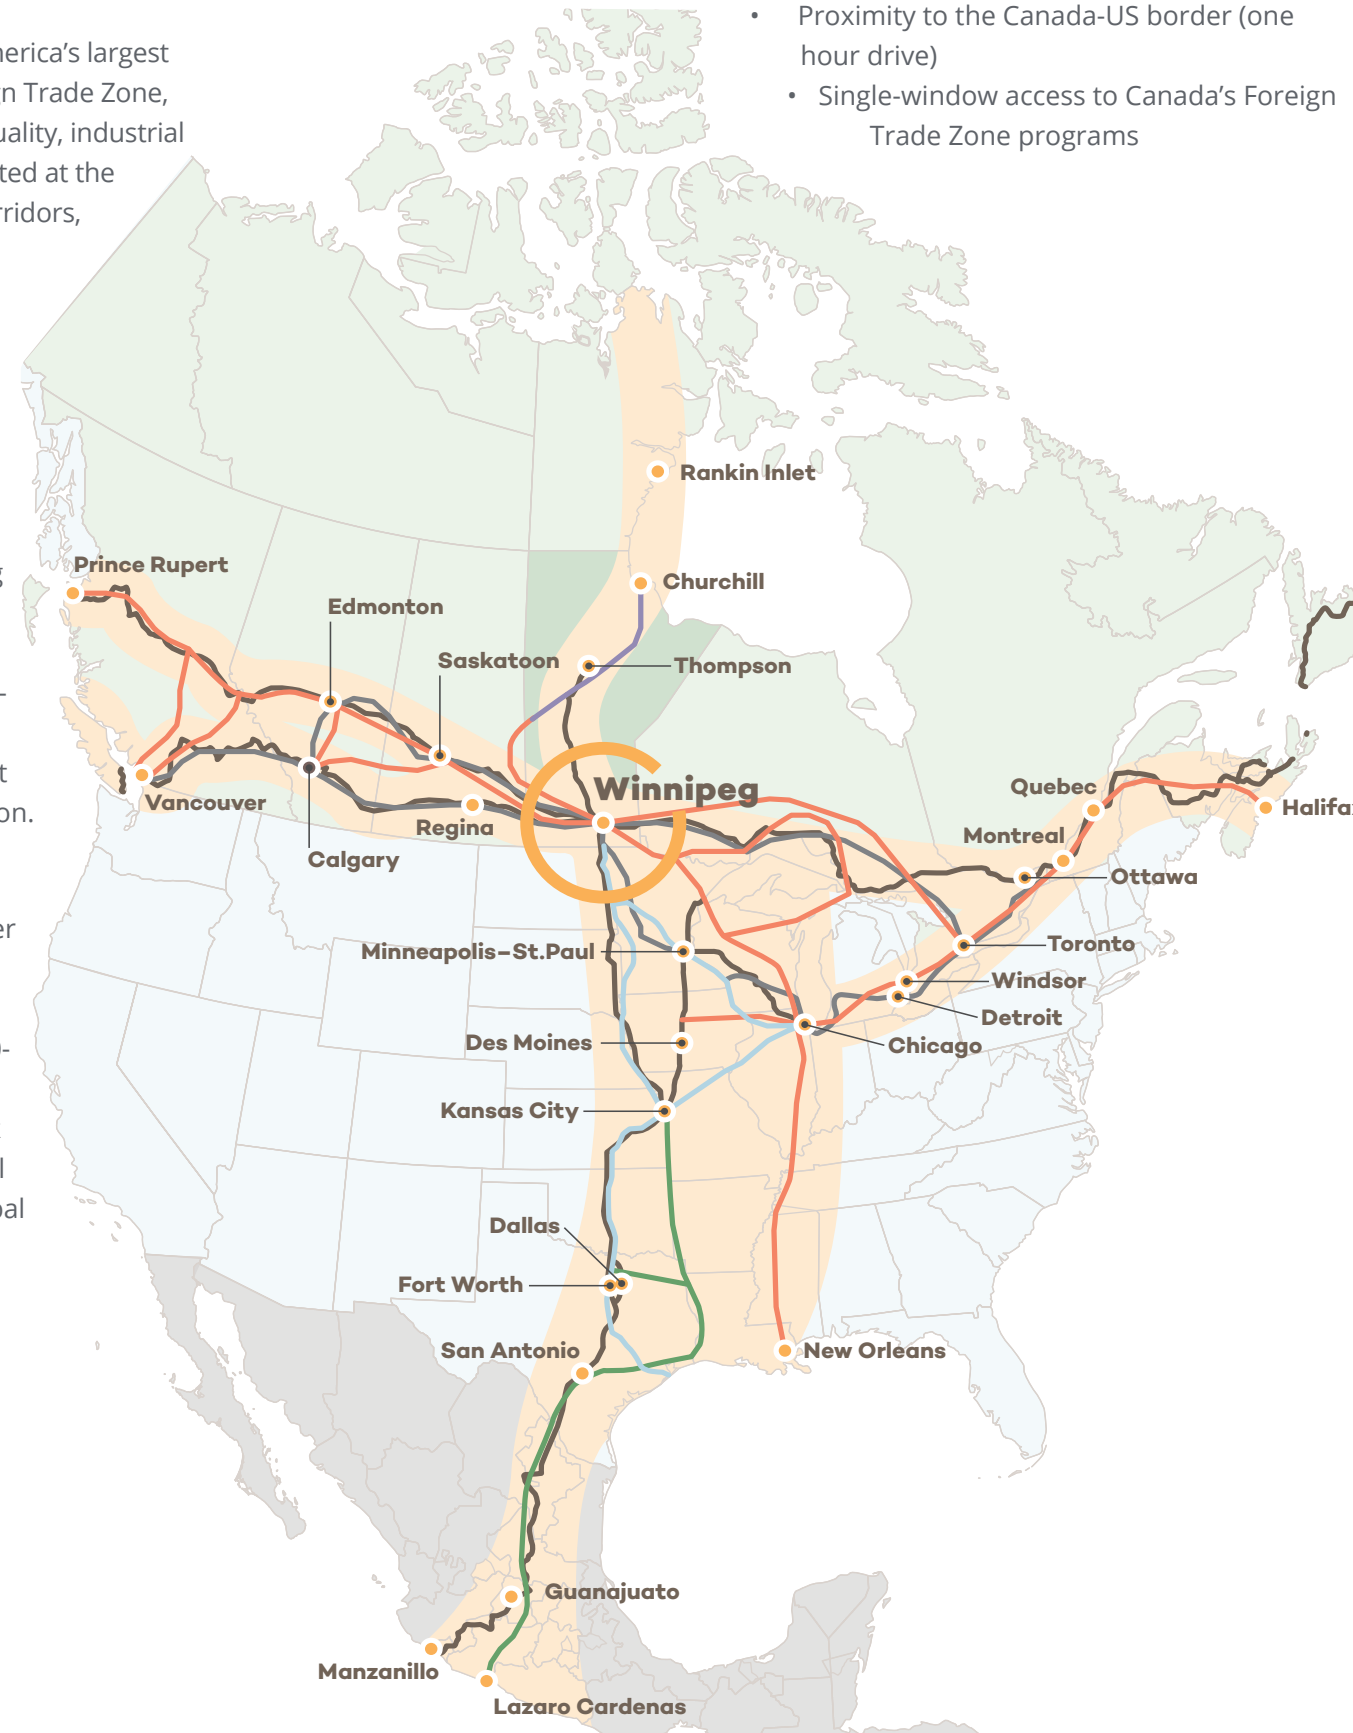 merica's largest
n Trade Zone,
uality, industrial
ted at the
rridors,
t
on.
er
l
• Proximity to the Canada-US border (one
hour drive)
• Single-window access to Canada's Foreign
Trade Zone programs
Rankin Inlet
Prince Rupert
Churchill
Edmonton
Saskatoon
Thompson
Winnipeg
Quebec
Vancouver
Halifax
Regina
Montreal
Calgary
Ottawa
Toronto
Minneapolis–St.Paul
Windsor
Detroit
Des Moines
Chicago
Kansas City
Dallas
Fort Worth
San Antonio
New Orleans
Guanajuato
Manzanillo
Lazaro Cardenas